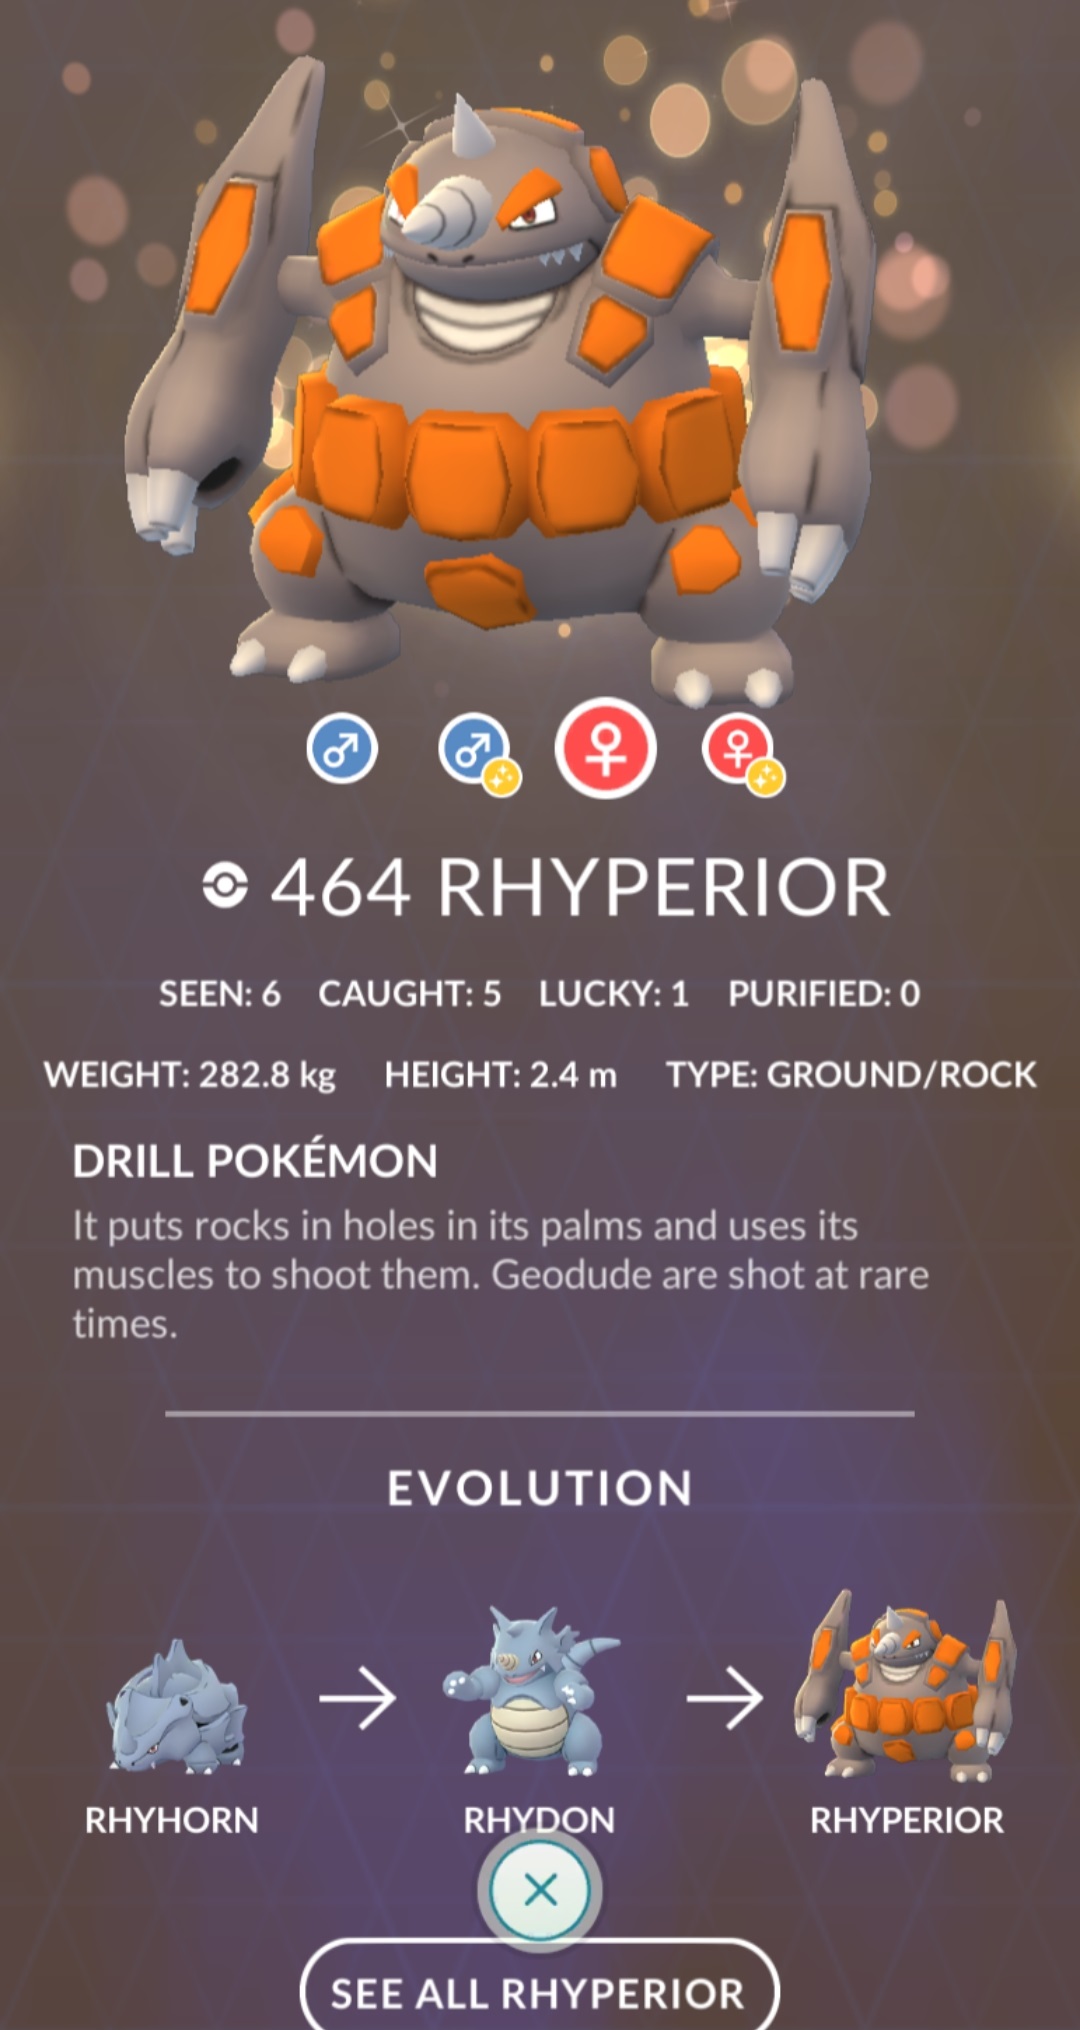 464 RHYPERIOR
SEEN: 6 CAUGHT: 5 LUCKY: 1 PURIFIED: 0
WEIGHT: 282.8 kg HEIGHT: 2.4 m TYPE: GROUND/ROCK
DRILL POKÉMON
It puts rocks in holes in its palms and uses its
muscles to shoot them. Geodude are shot at rare
times.
EVOLUTION
RHYHORN RHYDON RHYPERIOR
SEE ALL RHYPERIOR